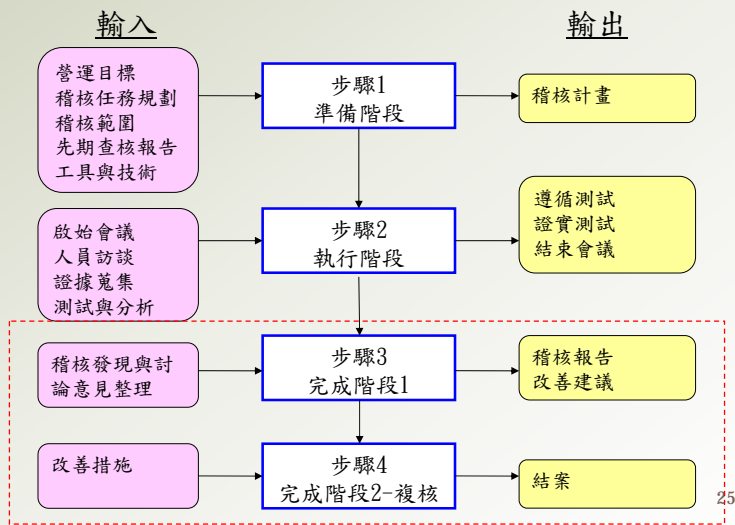 輸入
輸出
營運目標
稽核任務規劃
稽核範圍
先期查核報告
工具與技術
步驟1
準備階段
稽核計畫
啟始會議
人員訪談
證據蒐集
測試與分析
步驟2
執行階段
遵循測試
證實測試
結束會議
稽核發現與討
論意見整理
步驟3
完成階段1
稽核報告
改善建議
改善措施
步驟4
完成階段2-複核
結案
25